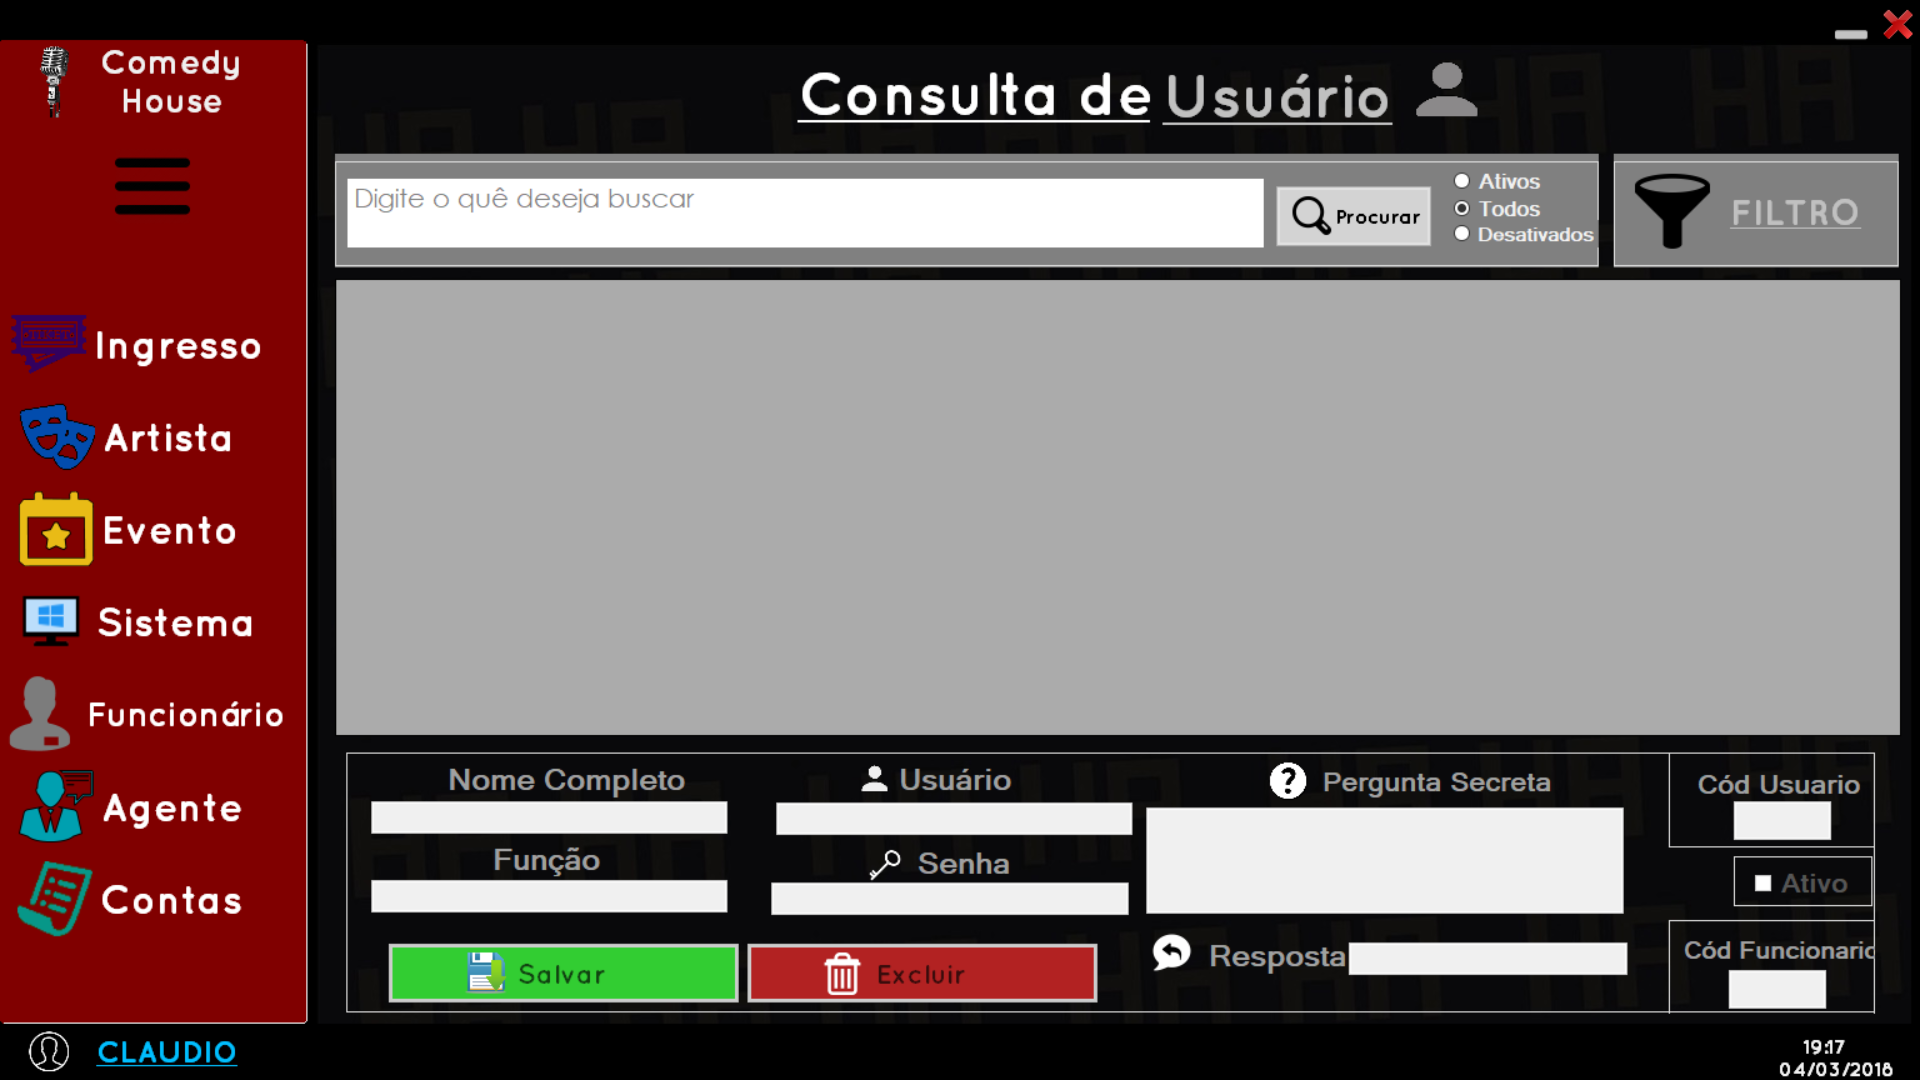 Comedy
House
Consulta de Usuário
Digite o quê deseja buscar
Procurar
Ativos
Todos
Desativados
FILTRO
Ingresso
Artista
Evento
Sistema
Funcionário
Agente
Contas
Nome Completo
Usuário
Pergunta Secreta
Cód Usuario
Função
Senha
Ativo
Resposta
Cód Funcionario
Salvar
Excluir
CLAUDIO
19:17
04/03/2018